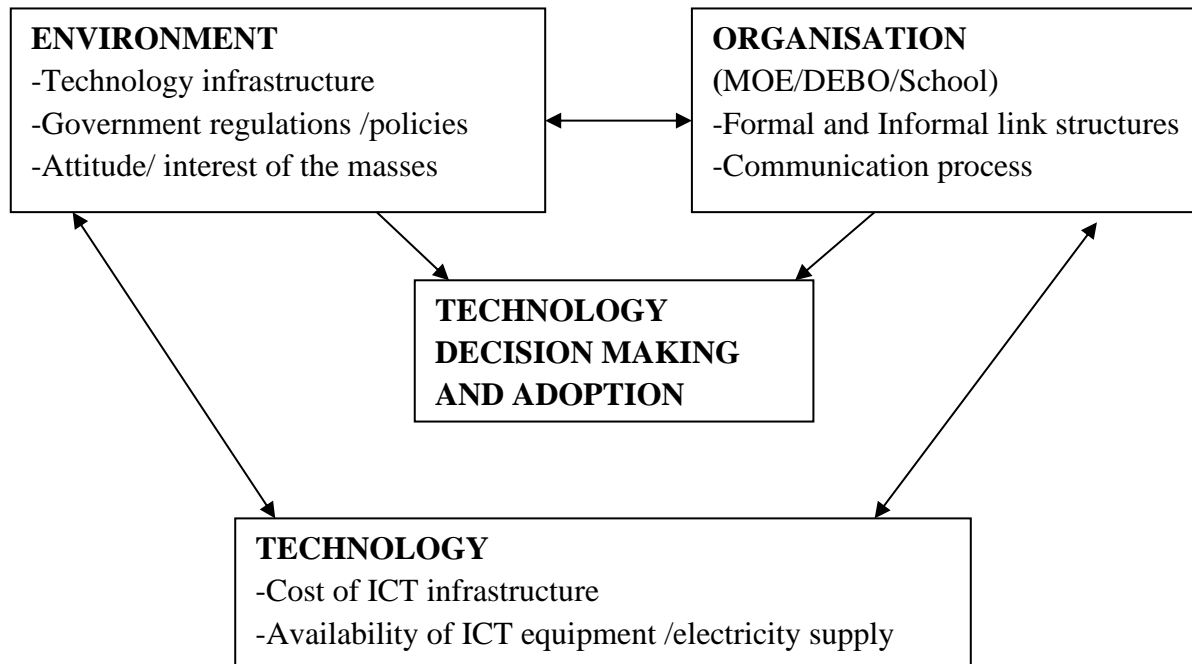 ENVIRONMENT
-Technology infrastructure
-Government regulations /policies
-Attitude/ interest of the masses
ORGANISATION
(MOE/DEBO/School)
-Formal and Informal link structures
-Communication process
TECHNOLOGY
DECISION MAKING
AND ADOPTION
TECHNOLOGY
-Cost of ICT infrastructure
-Availability of ICT equipment /electricity supply